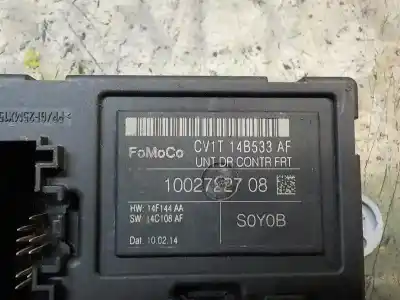 FoMoCo
CV1T 14B533 AF
UNT DR CONTR FRT
10027227 08
HW: 14F144 AA
SW: 14C108 AF
Dat: 10.02.14
S0Y0B